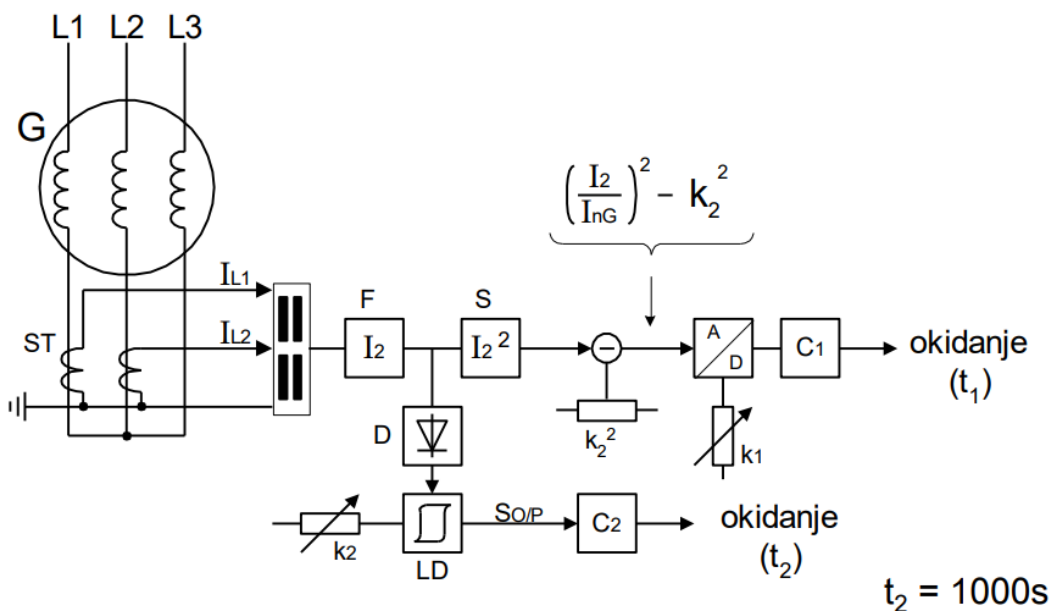 L1 L2 L3
G
(I2/InG)² – k2²
IL1
F S
ST
IL2
I2
I2²
A
D
C1
okidanje
(t1)
D
k2²
k1
k2
SO/P
C2
okidanje
(t2)
LD
t2 = 1000s